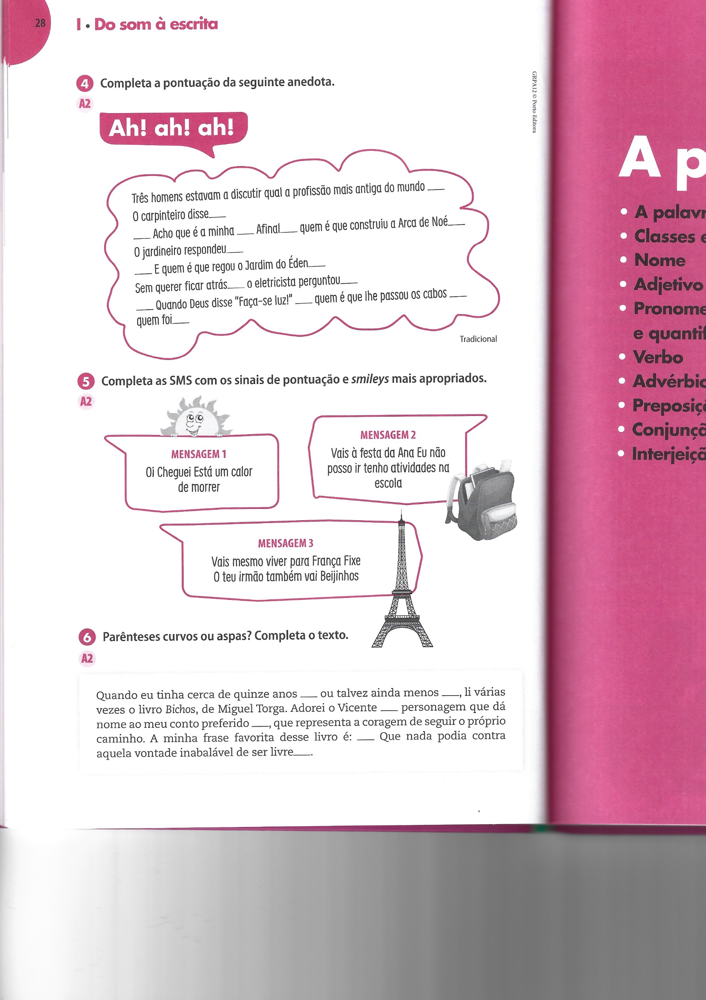 28
I • Do som à escrita
4 Completa a pontuação da seguinte anedota.
A2
Ah! ah! ah!
Três homens estavam a discutir qual a profissão mais antiga do mundo ___
O carpinteiro disse___
___ Acho que é a minha ___ Afinal___ quem é que construiu a Arca de Noé___
O jardineiro respondeu___
___ E quem é que regou o Jardim do Éden___
Sem querer ficar atrás___ o eletricista perguntou___
___ Quando Deus disse “Faça-se luz!” ___ quem é que lhe passou os cabos ___
quem foi___
Tradicional
5 Completa as SMS com os sinais de pontuação e smileys mais apropriados.
A2
MENSAGEM 1
Oi Cheguei Está um calor
de morrer
MENSAGEM 2
Vais à festa da Ana Eu não
posso ir tenho atividades na
escola
MENSAGEM 3
Vais mesmo viver para França Fixe
O teu irmão também vai Beijinhos
6 Parênteses curvos ou aspas? Completa o texto.
A2
Quando eu tinha cerca de quinze anos ___ ou talvez ainda menos ___, li várias
vezes o livro Bichos, de Miguel Torga. Adorei o Vicente ___ personagem que dá
nome ao meu conto preferido ___, que representa a coragem de seguir o próprio
caminho. A minha frase favorita desse livro é: ___ Que nada podia contra
aquela vontade inabalável de ser livre___.
GRPA12 © Porto Editora
A p
• A palavr
• Classes e
• Nome
• Adjetivo
• Pronome
e quantif
• Verbo
• Advérbio
• Preposiçã
• Conjunçã
• Interjeiçã